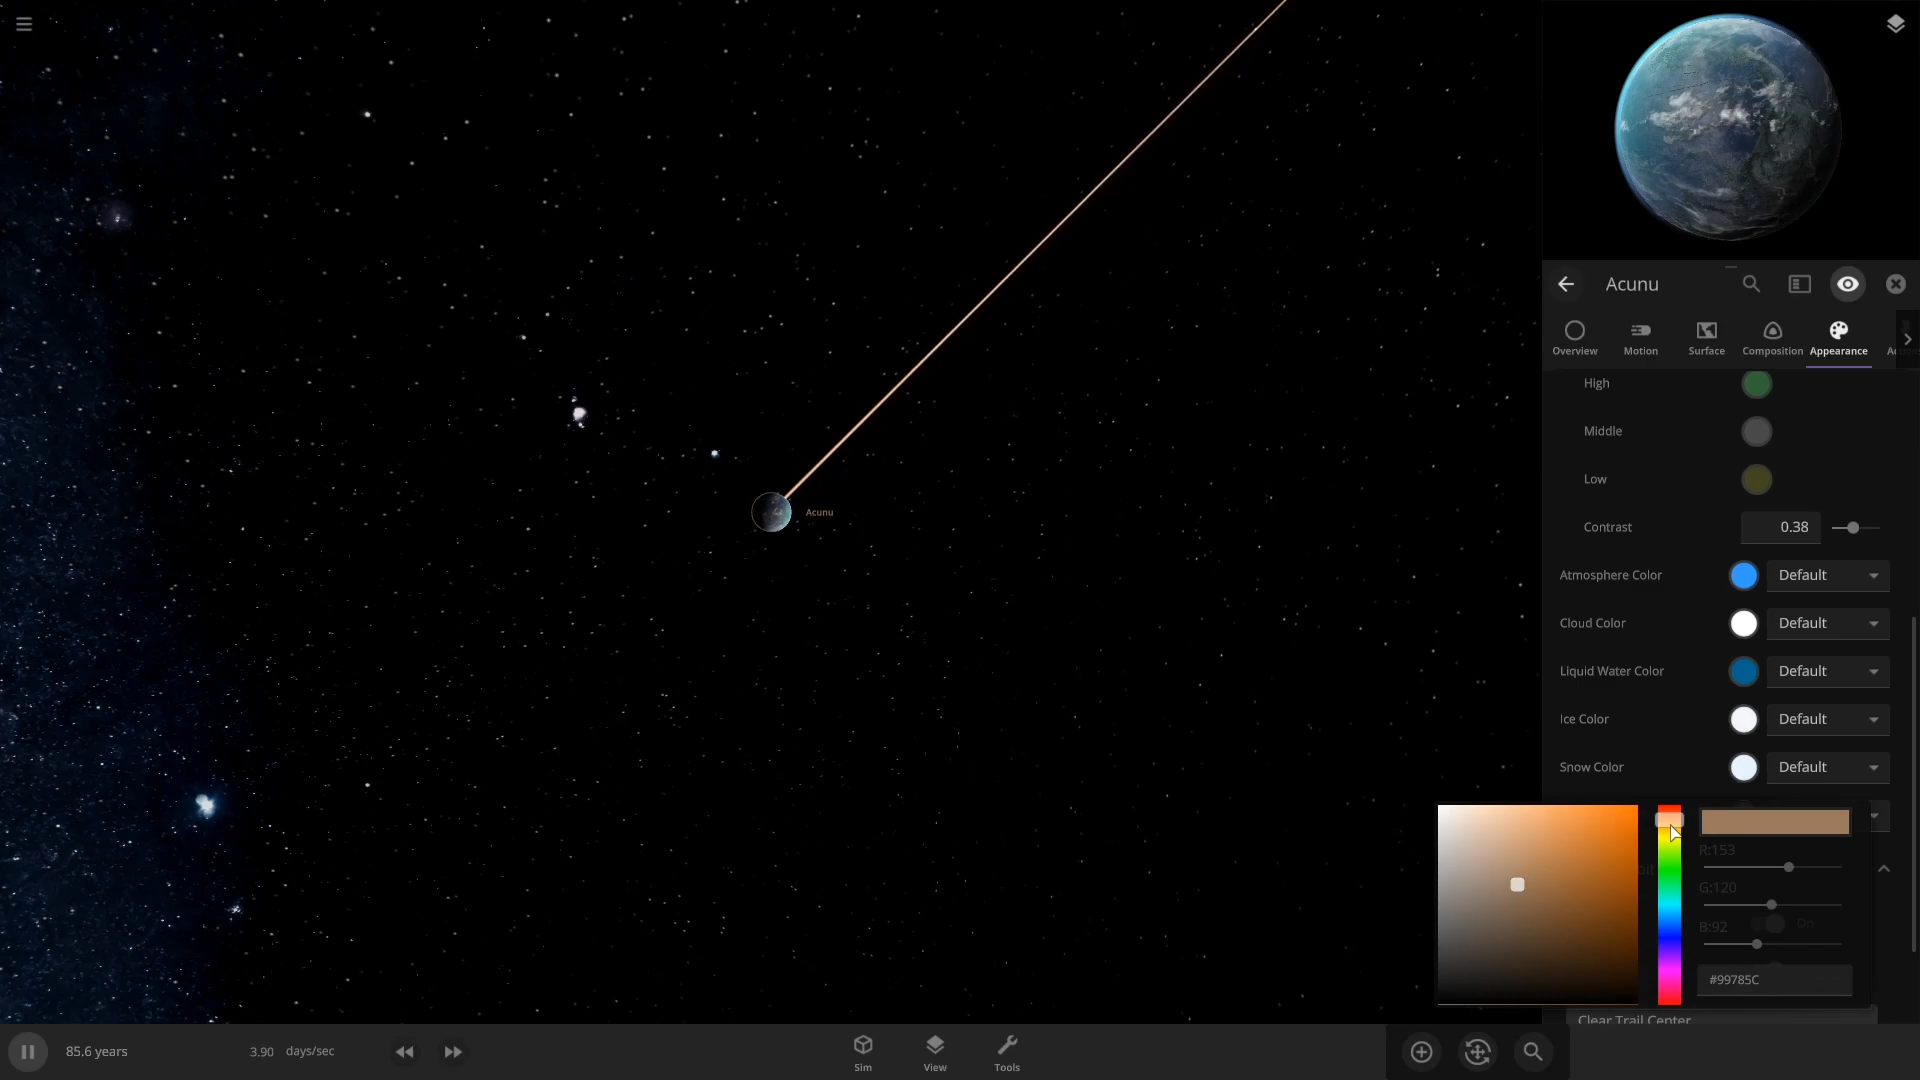 Acunu
Overview
Motion
Surface
Composition
Appearance
High
Middle
Low
Contrast
0.38
Atmosphere Color
Default
Cloud Color
Default
Liquid Water Color
Default
Ice Color
Default
Snow Color
Default
R:153
G:120
B:92
On
#99785C
Clear Trail Center
Acunu
85.6 years
3.90 days/sec
Sim
View
Tools